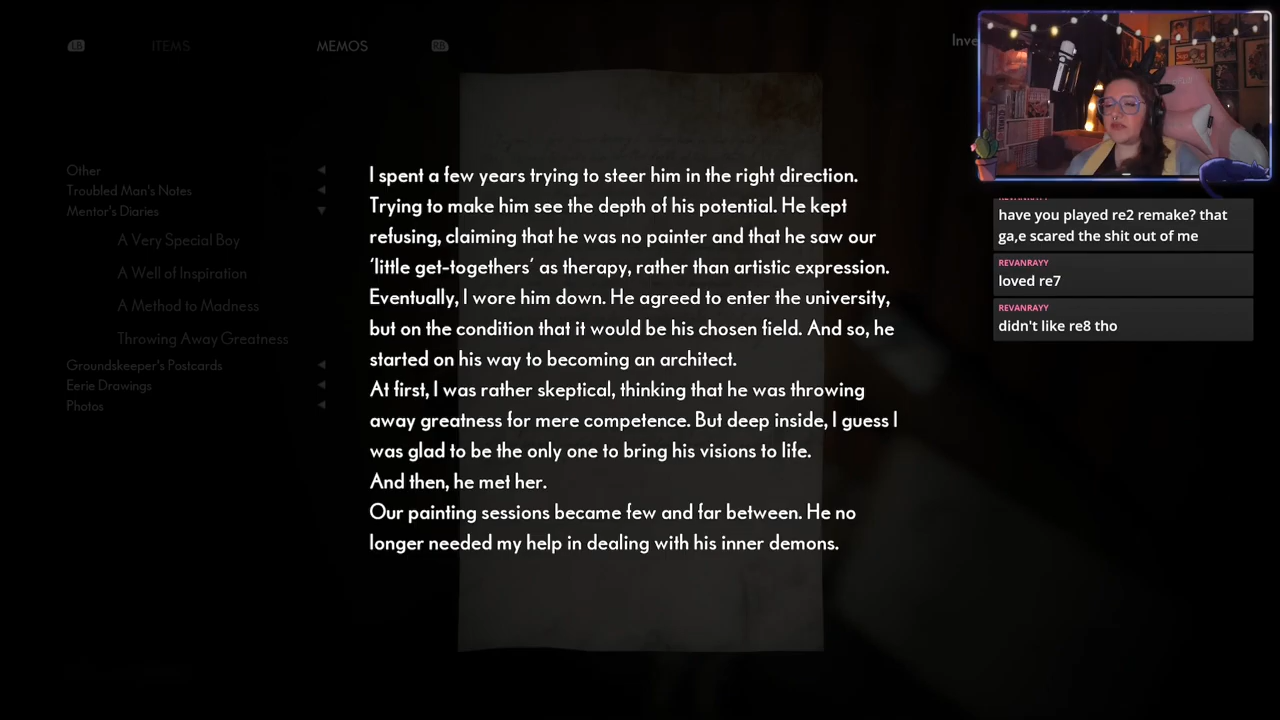 LB
ITEMS
MEMOS
RB
Inve
Other
Troubled Man's Notes
Mentor's Diaries
A Very Special Boy
A Well of Inspiration
A Method to Madness
Throwing Away Greatness
Groundskeeper's Postcards
Eerie Drawings
Photos
I spent a few years trying to steer him in the right direction.
Trying to make him see the depth of his potential. He kept
refusing, claiming that he was no painter and that he saw our
'little get-togethers' as therapy, rather than artistic expression.
Eventually, I wore him down. He agreed to enter the university,
but on the condition that it would be his chosen field. And so, he
started on his way to becoming an architect.
At first, I was rather skeptical, thinking that he was throwing
away greatness for mere competence. But deep inside, I guess I
was glad to be the only one to bring his visions to life.
And then, he met her.
Our painting sessions became few and far between. He no
longer needed my help in dealing with his inner demons.
REVANRAYY
have you played re2 remake? that
ga,e scared the shit out of me
REVANRAYY
loved re7
REVANRAYY
didn't like re8 tho